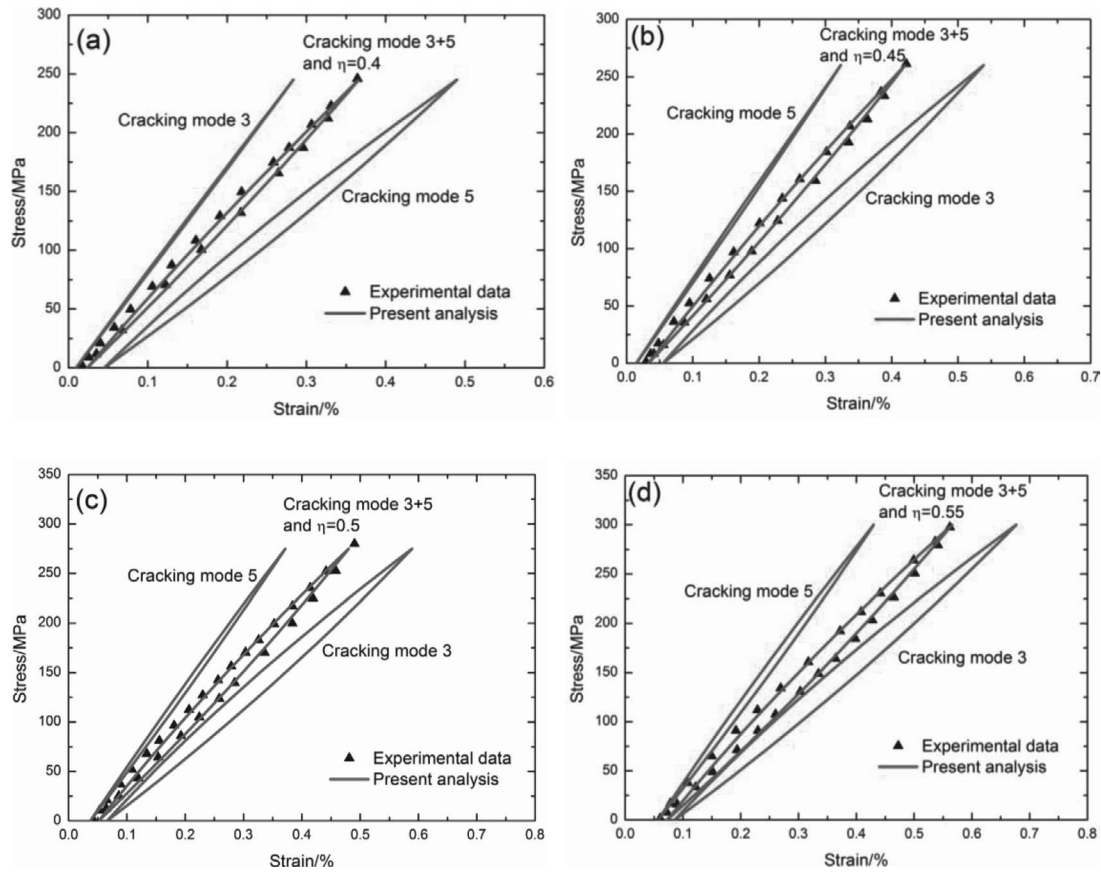 (a)
Cracking mode 3+5
and η=0.4
Cracking mode 3
Cracking mode 5
Experimental data
Present analysis
Stress/MPa
300
250
200
150
100
50
0
0.0 0.1 0.2 0.3 0.4 0.5 0.6
Strain/%
(b)
Cracking mode 3+5
and η=0.45
Cracking mode 5
Cracking mode 3
Experimental data
Present analysis
Stress/MPa
300
250
200
150
100
50
0
0.0 0.1 0.2 0.3 0.4 0.5 0.6 0.7
Strain/%
(c)
Cracking mode 3+5
and η=0.5
Cracking mode 5
Cracking mode 3
Experimental data
Present analysis
Stress/MPa
350
300
250
200
150
100
50
0
0.0 0.1 0.2 0.3 0.4 0.5 0.6 0.7 0.8
Strain/%
(d)
Cracking mode 3+5
and η=0.55
Cracking mode 5
Cracking mode 3
Experimental data
Present analysis
Stress/MPa
350
300
250
200
150
100
50
0
0.0 0.1 0.2 0.3 0.4 0.5 0.6 0.7 0.8
Strain/%